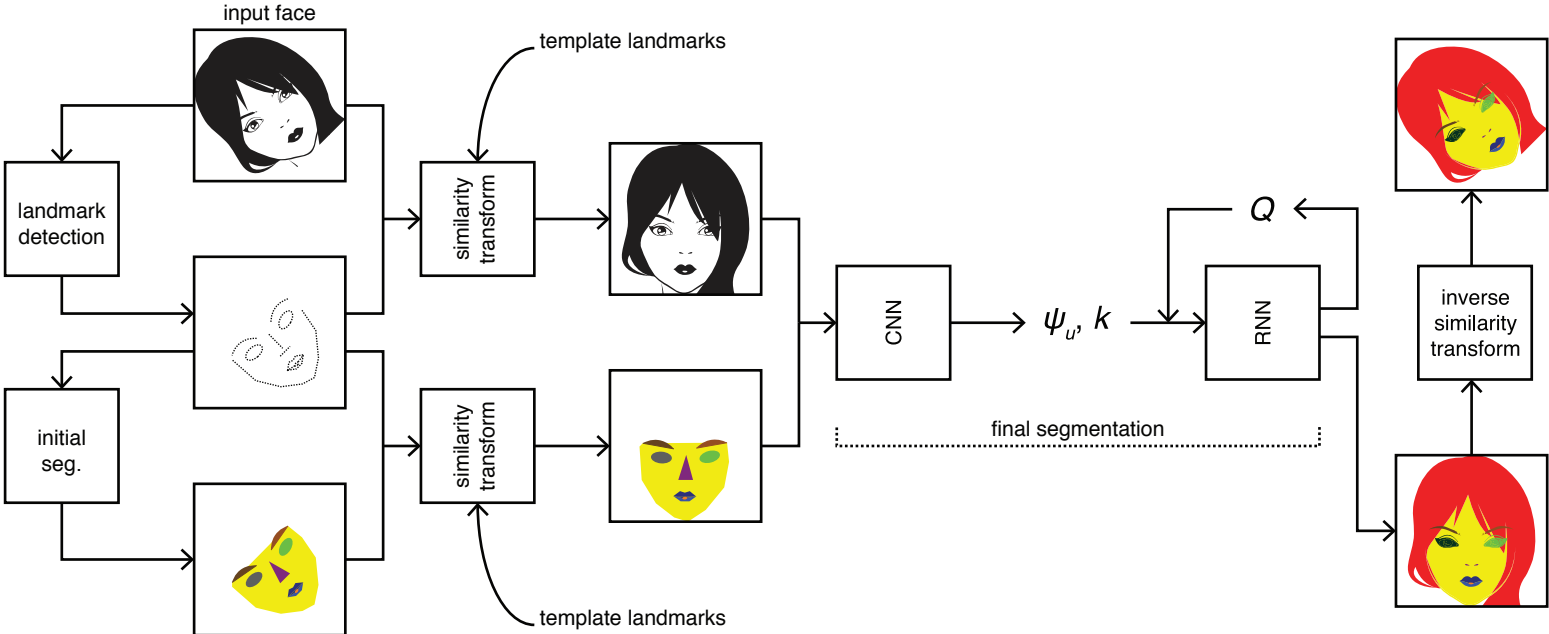 input face
template landmarks
landmark
detection
similarity
transform
Q
CNN
ψu, k
RNN
inverse
similarity
transform
initial
seg.
similarity
transform
final segmentation
template landmarks